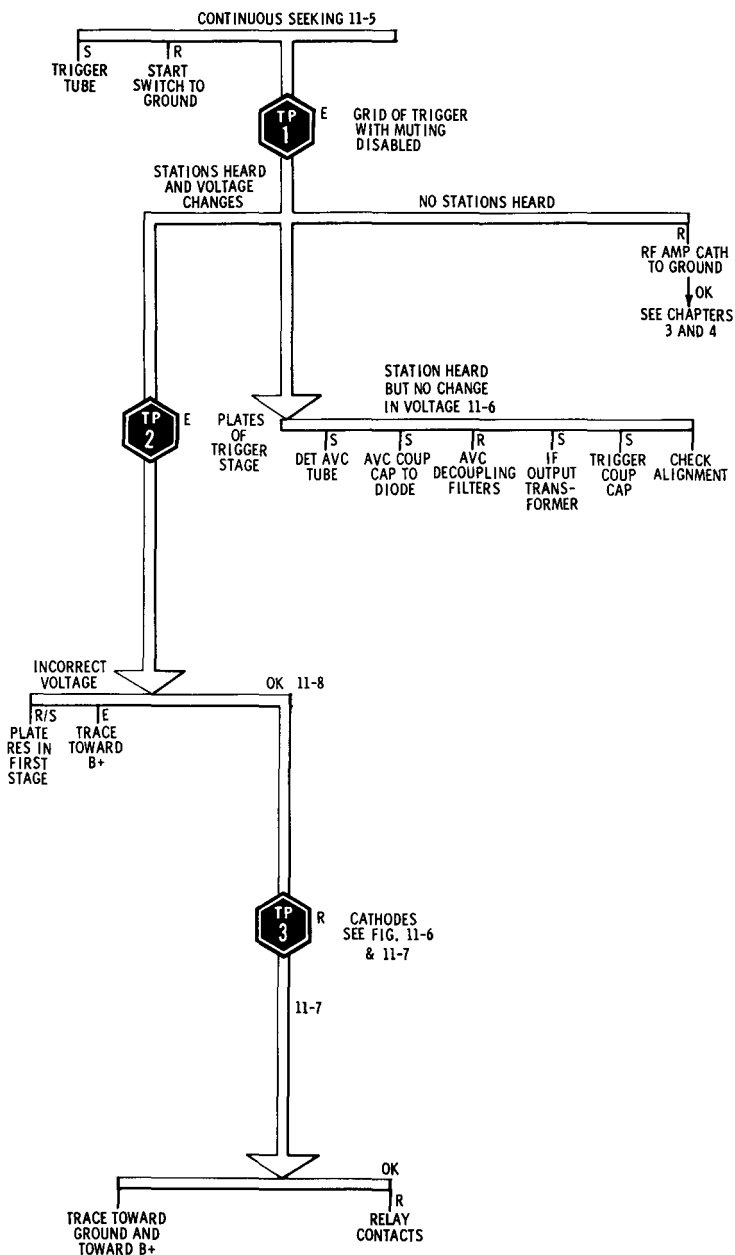 CONTINUOUS SEEKING 11-5
S
TRIGGER
TUBE
R
START
SWITCH TO
GROUND
TP
1
E
GRID OF TRIGGER
WITH MUTING
DISABLED
STATIONS HEARD
AND VOLTAGE
CHANGES
NO STATIONS HEARD
R
RF AMP CATH
TO GROUND
OK
SEE CHAPTERS
3 AND 4
STATION HEARD
BUT NO CHANGE
IN VOLTAGE 11-6
TP
2
E
PLATES
OF
TRIGGER
STAGE
S
DET AVC
TUBE
S
AVC COUP
CAP TO
DIODE
R
AVC
DECOUPLING
FILTERS
S
IF
OUTPUT
TRANS-
FORMER
S
TRIGGER
COUP
CAP
CHECK
ALIGNMENT
INCORRECT
VOLTAGE
OK 11-8
R/S
PLATE
RES IN
FIRST
STAGE
E
TRACE
TOWARD
B+
TP
3
R
CATHODES
SEE FIG. 11-6
& 11-7
11-7
OK
TRACE TOWARD
GROUND AND
TOWARD B+
R
RELAY
CONTACTS